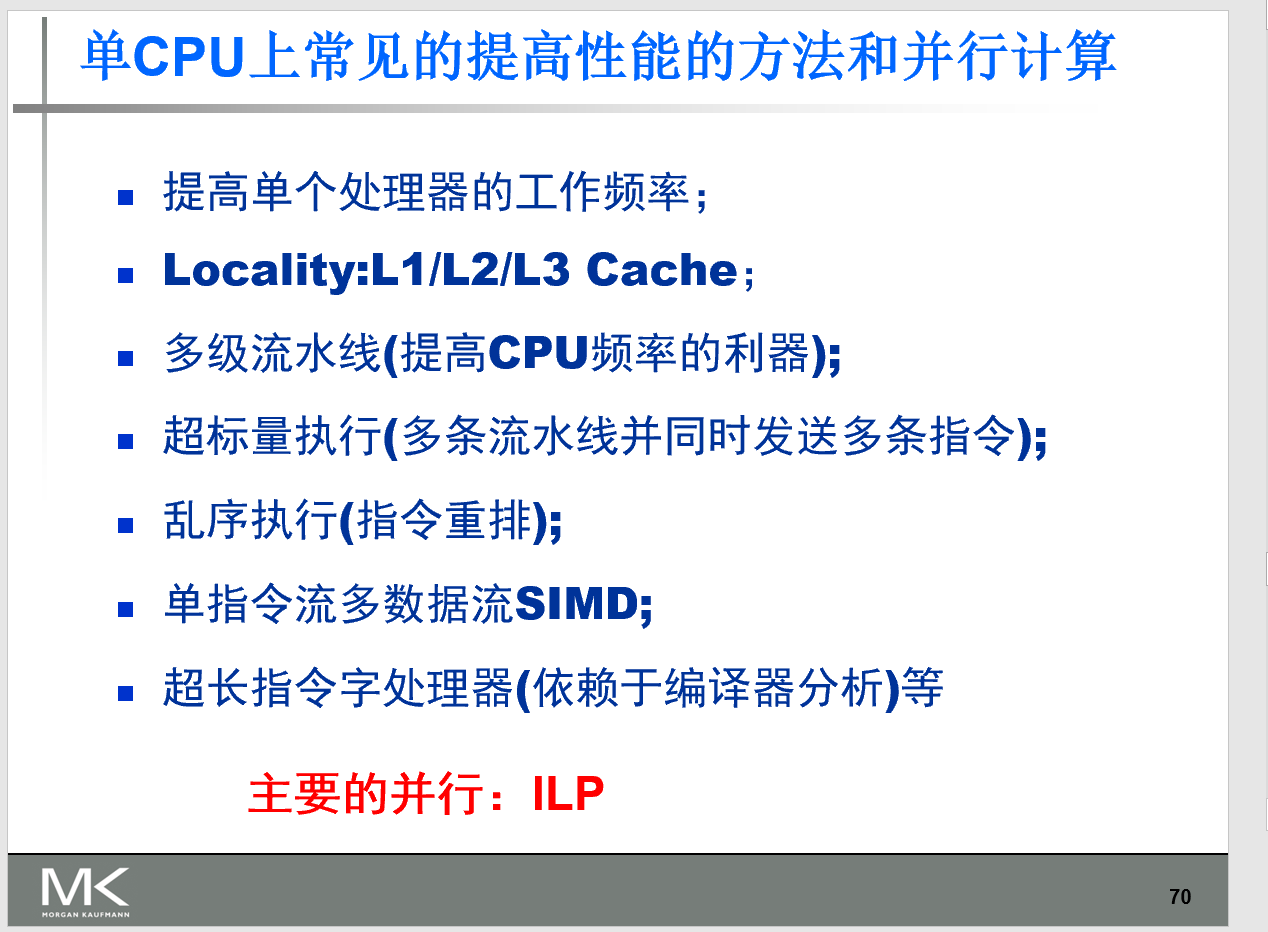 单CPU上常见的提高性能的方法和并行计算
提高单个处理器的工作频率；
Locality:L1/L2/L3 Cache；
多级流水线(提高CPU频率的利器);
超标量执行(多条流水线并同时发送多条指令);
乱序执行(指令重排);
单指令流多数据流SIMD;
超长指令字处理器(依赖于编译器分析)等
主要的并行：ILP
MK
MORGAN KAUFMANN
70